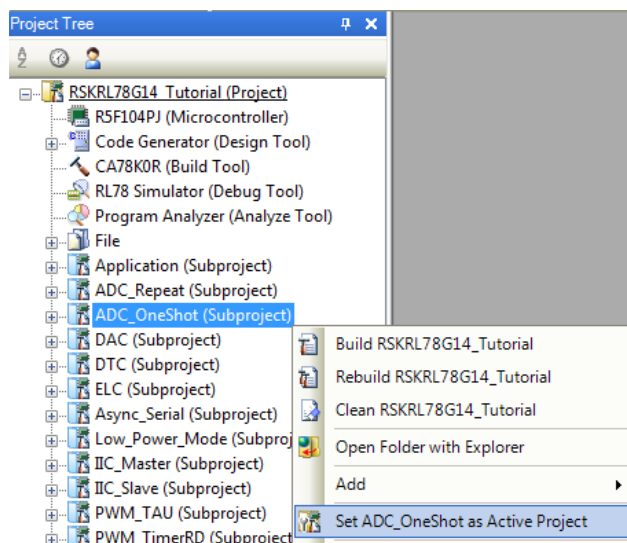 Project Tree
RSKRL78G14_Tutorial (Project)
R5F104PJ (Microcontroller)
Code Generator (Design Tool)
CA78K0R (Build Tool)
RL78 Simulator (Debug Tool)
Program Analyzer (Analyze Tool)
File
Application (Subproject)
ADC_Repeat (Subproject)
ADC_OneShot (Subproject)
DAC (Subproject)
DTC (Subproject)
ELC (Subproject)
Async_Serial (Subproject)
Low_Power_Mode (Subproj
IIC_Master (Subproject)
IIC_Slave (Subproject)
PWM_TAU (Subproject)
PWM_TimerRD (Subproject
Build RSKRL78G14_Tutorial
Rebuild RSKRL78G14_Tutorial
Clean RSKRL78G14_Tutorial
Open Folder with Explorer
Add
Set ADC_OneShot as Active Project